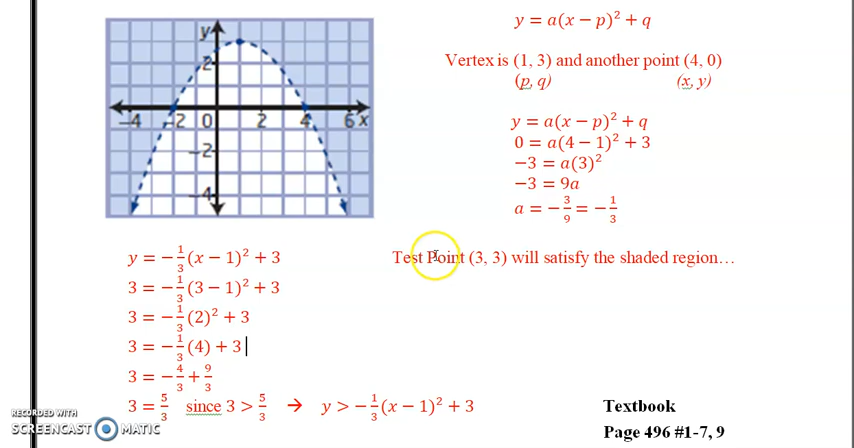 y = a(x − p)² + q
Vertex is (1, 3) and another point (4, 0)
(p, q) (x, y)
y = a(x − p)² + q
0 = a(4 − 1)² + 3
−3 = a(3)²
−3 = 9a
a = −3/9 = −1/3
y
2
−4 −2 0 2 4 6 x
−2
−4
y = −1/3(x − 1)² + 3
Test Point (3, 3) will satisfy the shaded region…
3 = −1/3(3 − 1)² + 3
3 = −1/3(2)² + 3
3 = −1/3(4) + 3
3 = −4/3 + 9/3
3 = 5/3 since 3 > 5/3 → y > −1/3(x − 1)² + 3
Textbook
Page 496 #1-7, 9
RECORDED WITH
SCREENCAST MATIC